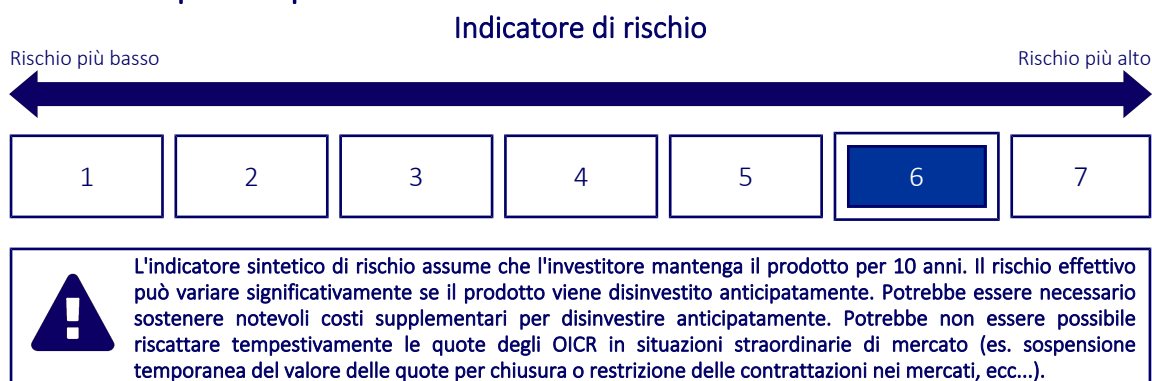 Indicatore di rischio
Rischio più basso
Rischio più alto
1 2 3 4 5 6 7
L'indicatore sintetico di rischio assume che l'investitore mantenga il prodotto per 10 anni. Il rischio effettivo
può variare significativamente se il prodotto viene disinvestito anticipatamente. Potrebbe essere necessario
sostenere notevoli costi supplementari per disinvestire anticipatamente. Potrebbe non essere possibile
riscattare tempestivamente le quote degli OICR in situazioni straordinarie di mercato (es. sospensione
temporanea del valore delle quote per chiusura o restrizione delle contrattazioni nei mercati, ecc...).